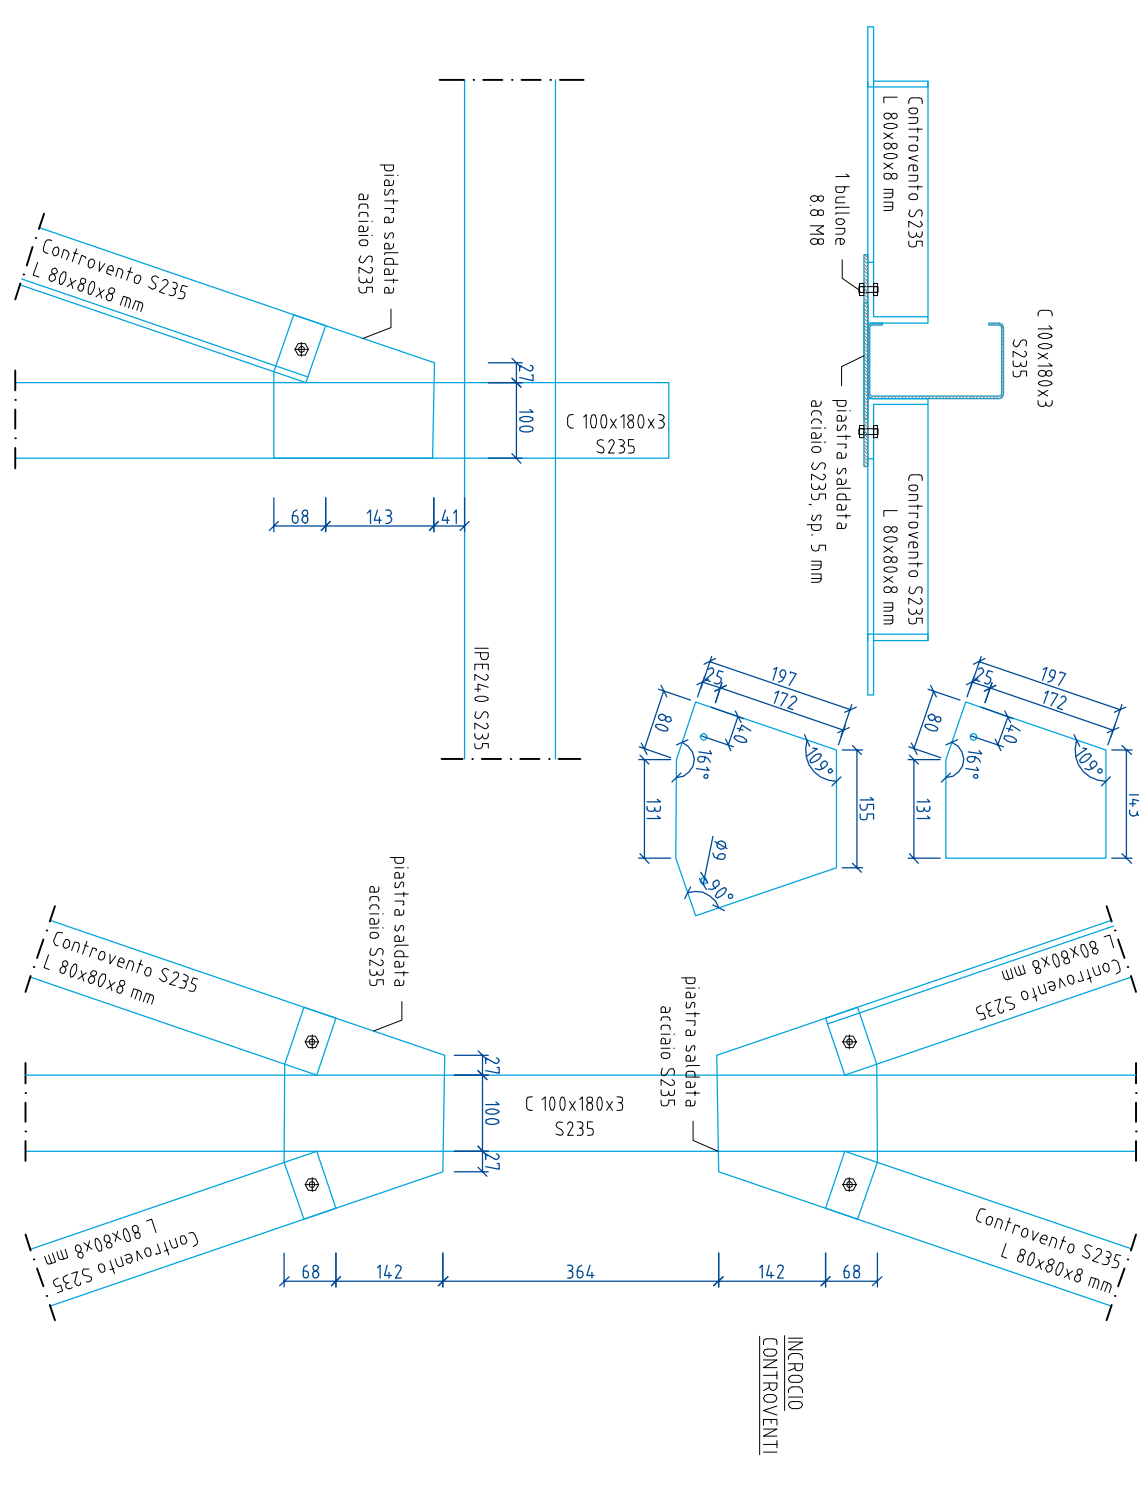 Controvento S235
L 80x80x8 mm
1 bullone
8.8 M8
C 100x180x3
S235
piastra saldata
acciaio S235, sp. 5 mm
Controvento S235
L 80x80x8 mm
piastra saldata
acciaio S235
Controvento S235
L 80x80x8 mm
27
100
C 100x180x3
S235
68
143
41
IPE240 S235
197
25
172
80
40
161°
109°
131
155
Ø9
90°
197
25
172
80
40
161°
109°
131
143
piastra saldata
acciaio S235
Controvento S235
L 80x80x8 mm
27
100
27
C 100x180x3
S235
piastra saldata
acciaio S235
L 80x80x8 mm
Controvento S235
L 80x80x8 mm
Controvento S235
Controvento S235
L 80x80x8 mm
68
142
364
142
68
INCROCIO
CONTROVENTI